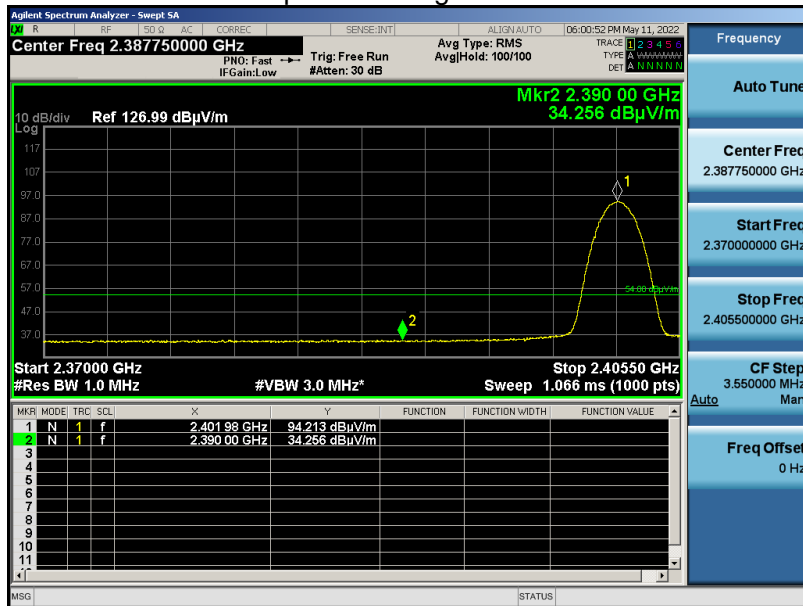 Agilent Spectrum Analyzer - Swept SA
LXI R RF 50 Ω AC CORREC SENSE:INT ALIGN AUTO 06:00:52 PM May 11, 2022
Center Freq 2.387750000 GHz
PNO: Fast
IFGain:Low
Trig: Free Run
#Atten: 30 dB
Avg Type: RMS
Avg|Hold: 100/100
TRACE 1 2 3 4 5 6
TYPE A WWWWW
DET A N N N N N
Mkr2 2.390 00 GHz
34.256 dBµV/m
10 dB/div Ref 126.99 dBµV/m
Log
117
107
97.0
87.0
77.0
67.0
57.0
47.0
37.0
1
2
54.00 dBµV/m
Start 2.37000 GHz Stop 2.40550 GHz
#Res BW 1.0 MHz #VBW 3.0 MHz* Sweep 1.066 ms (1000 pts)
MKR MODE TRC SCL X Y FUNCTION FUNCTION WIDTH FUNCTION VALUE
1 N 1 f 2.401 98 GHz 94.213 dBµV/m
2 N 1 f 2.390 00 GHz 34.256 dBµV/m
3
4
5
6
7
8
9
10
11
MSG STATUS
Frequency
Auto Tune
Center Freq
2.387750000 GHz
Start Freq
2.370000000 GHz
Stop Freq
2.405500000 GHz
CF Step
3.550000 MHz
Auto Man
Freq Offset
0 Hz